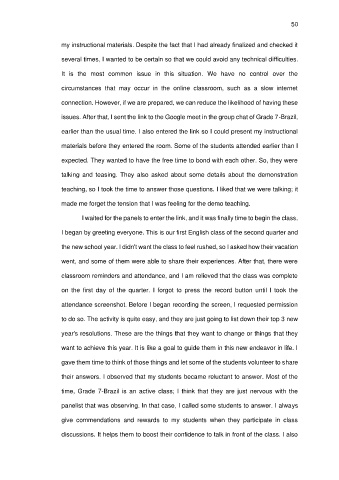 50
my instructional materials. Despite the fact that I had already finalized and checked it
several times, I wanted to be certain so that we could avoid any technical difficulties.
It is the most common issue in this situation. We have no control over the
circumstances that may occur in the online classroom, such as a slow internet
connection. However, if we are prepared, we can reduce the likelihood of having these
issues. After that, I sent the link to the Google meet in the group chat of Grade 7-Brazil,
earlier than the usual time. I also entered the link so I could present my instructional
materials before they entered the room. Some of the students attended earlier than I
expected. They wanted to have the free time to bond with each other. So, they were
talking and teasing. They also asked about some details about the demonstration
teaching, so I took the time to answer those questions. I liked that we were talking; it
made me forget the tension that I was feeling for the demo teaching.
I waited for the panels to enter the link, and it was finally time to begin the class.
I began by greeting everyone. This is our first English class of the second quarter and
the new school year. I didn't want the class to feel rushed, so I asked how their vacation
went, and some of them were able to share their experiences. After that, there were
classroom reminders and attendance, and I am relieved that the class was complete
on the first day of the quarter. I forgot to press the record button until I took the
attendance screenshot. Before I began recording the screen, I requested permission
to do so. The activity is quite easy, and they are just going to list down their top 3 new
year's resolutions. These are the things that they want to change or things that they
want to achieve this year. It is like a goal to guide them in this new endeavor in life. I
gave them time to think of those things and let some of the students volunteer to share
their answers. I observed that my students became reluctant to answer. Most of the
time, Grade 7-Brazil is an active class; I think that they are just nervous with the
panelist that was observing. In that case, I called some students to answer. I always
give commendations and rewards to my students when they participate in class
discussions. It helps them to boost their confidence to talk in front of the class. I also